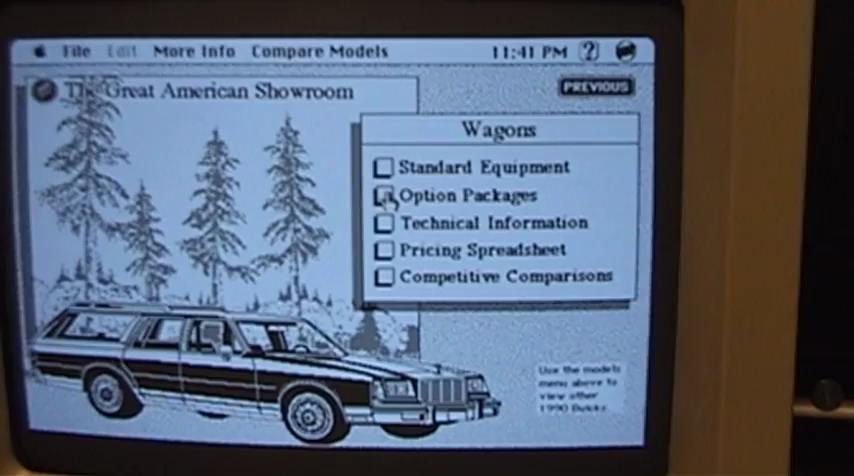 File Edit More Info Compare Models 11:41 PM ?
The Great American Showroom
PREVIOUS
Wagons
Standard Equipment
Option Packages
Technical Information
Pricing Spreadsheet
Competitive Comparisons
Use the models
menu above to
view other
1990 Buicks.